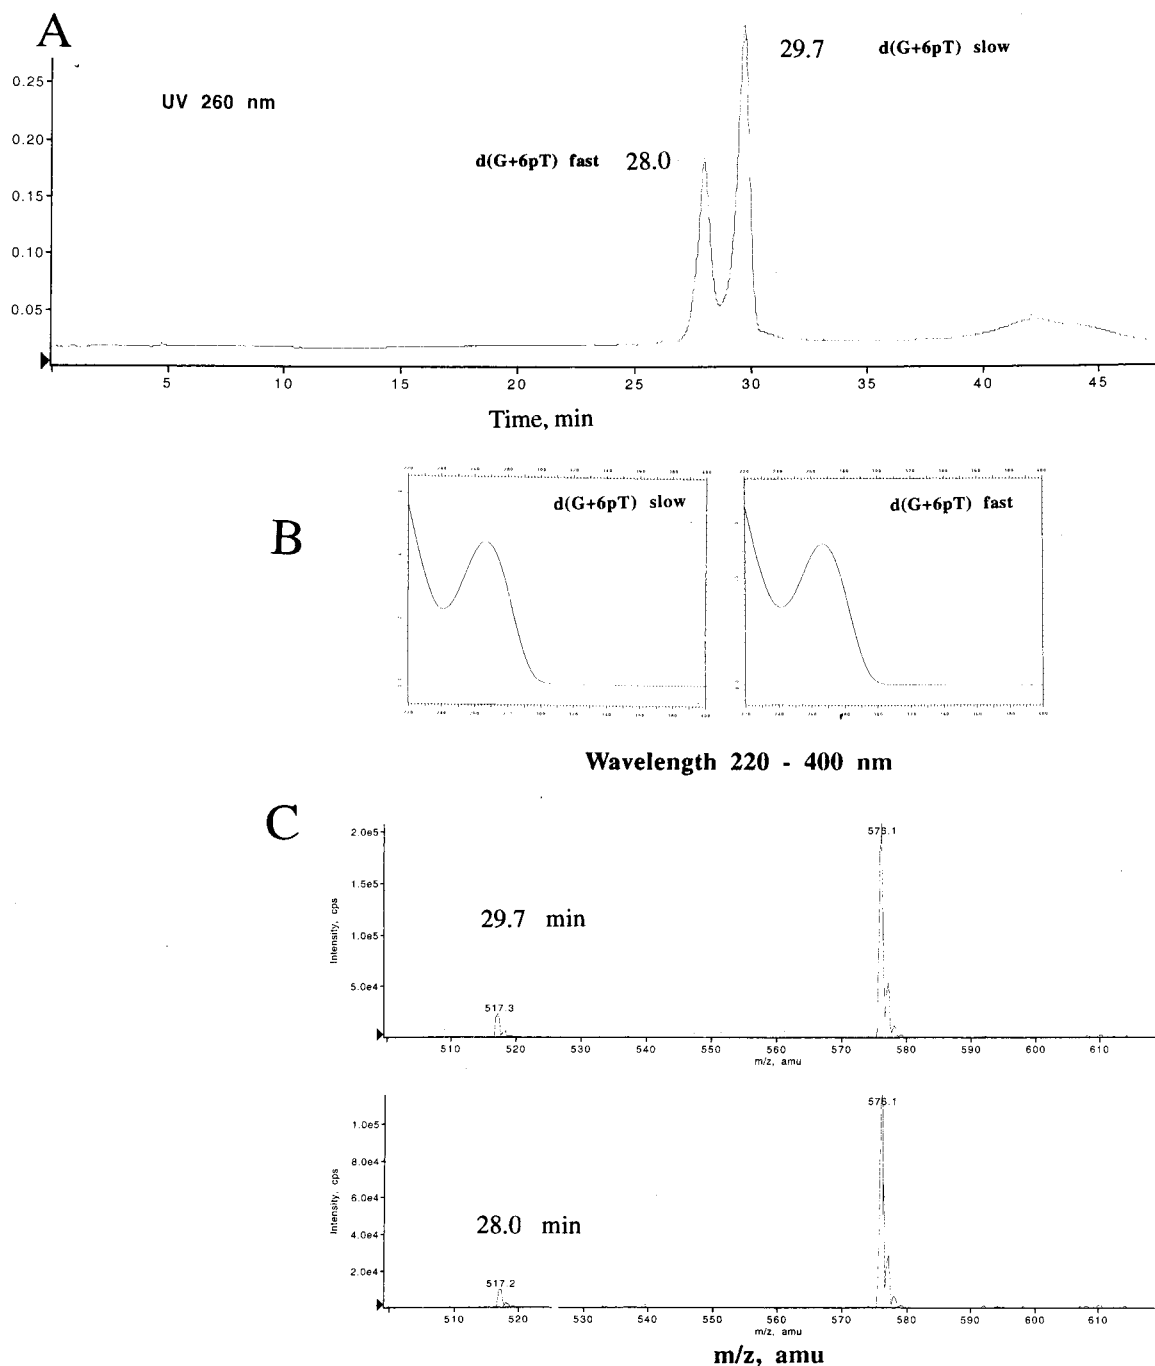 A
29.7 d(G+6pT) slow
0.25
UV 260 nm
0.20
d(G+6pT) fast 28.0
0.15
0.10
0.05
5 10 15 20 25 30 35 40 45
Time, min
B
d(G+6pT) slow
d(G+6pT) fast
Wavelength 220 - 400 nm
C
2.0e5
576.1
1.5e5
29.7 min
1.0e5
Intensity, cps
5.0e4
517.3
510 520 530 540 550 560 570 580 590 600 610
m/z, amu
576.1
1.0e5
8.0e4
6.0e4
Intensity, cps
28.0 min
4.0e4
2.0e4
517.2
510 520 530 540 550 560 570 580 590 600 610
m/z, amu
m/z, amu